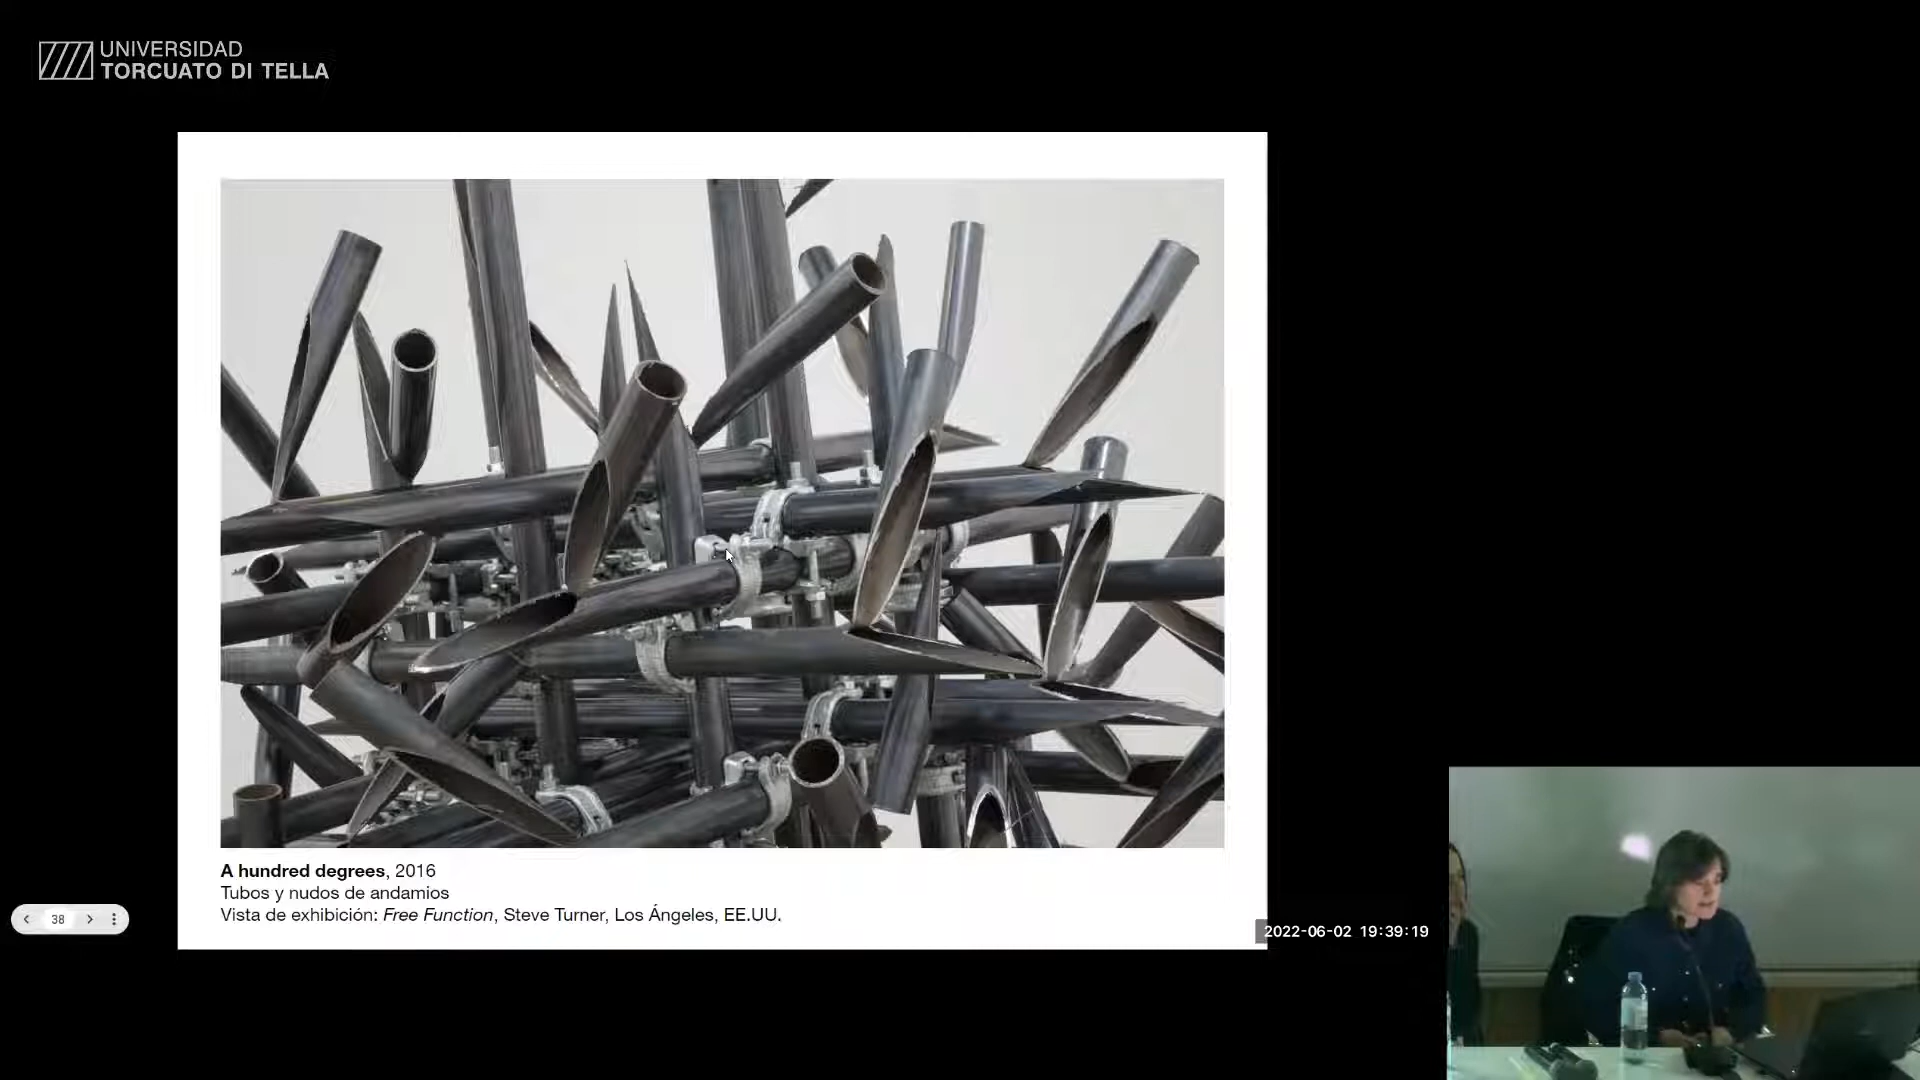 UNIVERSIDAD
TORCUATO DI TELLA
A hundred degrees, 2016
Tubos y nudos de andamios
Vista de exhibición: Free Function, Steve Turner, Los Ángeles, EE.UU.
38
2022-06-02 19:39:19